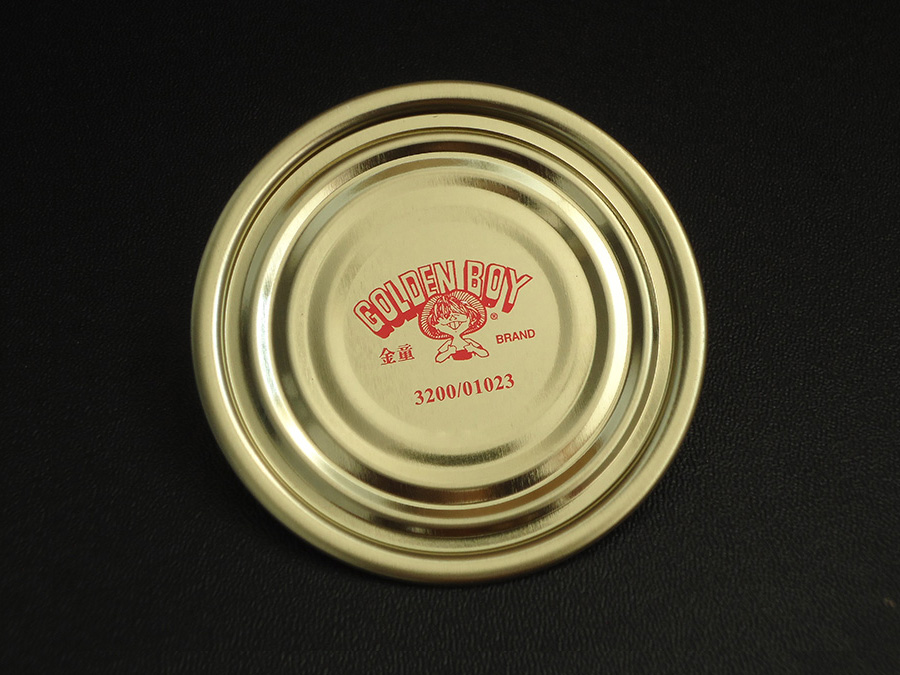 GOLDEN BOY
®
金童 BRAND
3200/01023